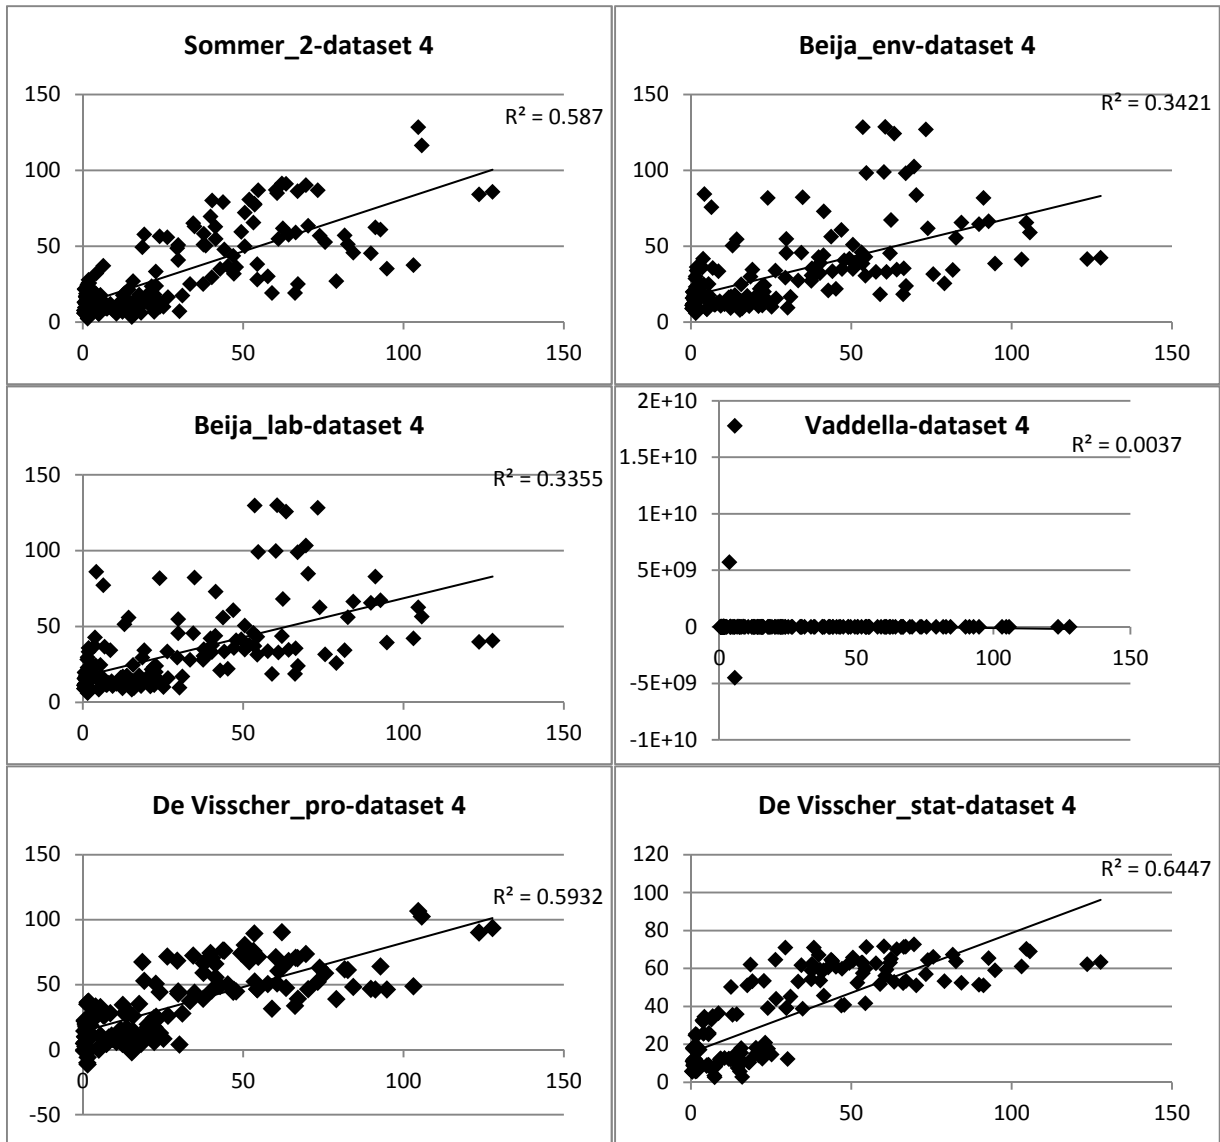 Sommer_2-dataset 4
R² = 0.587
150
100
50
0
0 50 100 150
Beija_env-dataset 4
R² = 0.3421
150
100
50
0
0 50 100 150
Beija_lab-dataset 4
R² = 0.3355
150
100
50
0
0 50 100 150
Vaddella-dataset 4
R² = 0.0037
2E+10
1.5E+10
1E+10
5E+09
0
-5E+09
-1E+10
0 50 100 150
De Visscher_pro-dataset 4
R² = 0.5932
150
100
50
0
-50
0 50 100 150
De Visscher_stat-dataset 4
R² = 0.6447
120
100
80
60
40
20
0
0 50 100 150